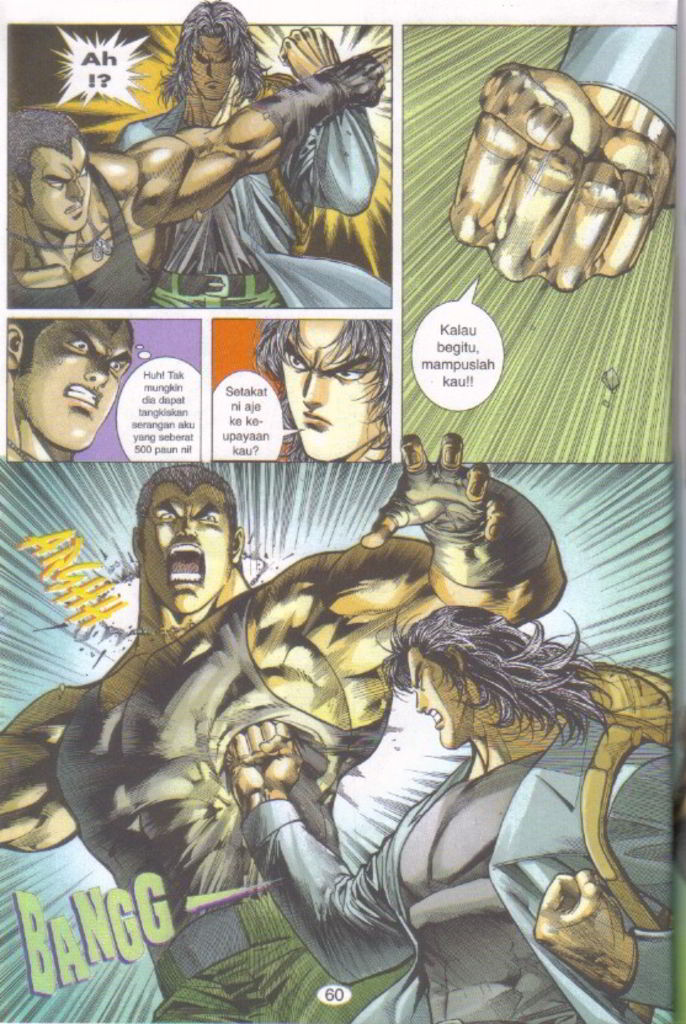 Ah
!?
Kalau
begitu,
mampuslah
kau!!
Huh! Tak
mungkin
dia dapat
tangkiskan
serangan aku
yang seberat
500 paun ni!
Setakat
ni aje
ke ke-
upayaan
kau?
ARGHH
BANGG
60